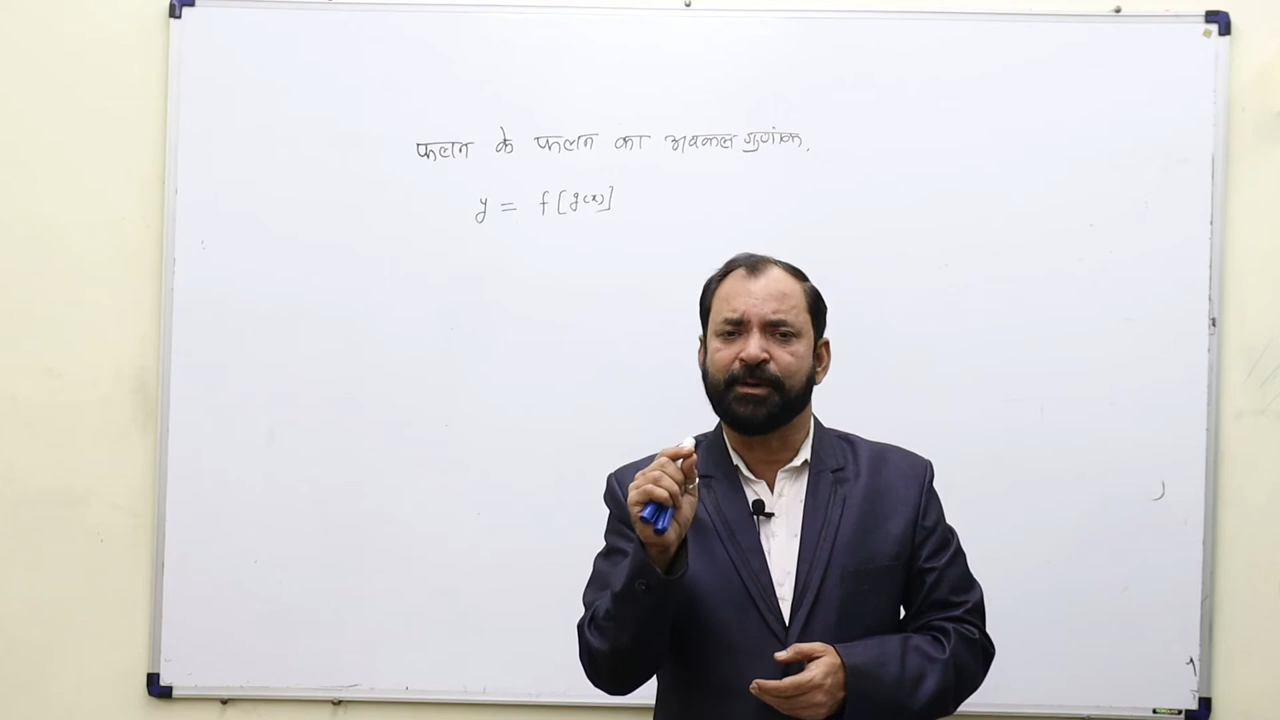 फलन के फलन का अवकल गुणांक.
y = f[g(x)]